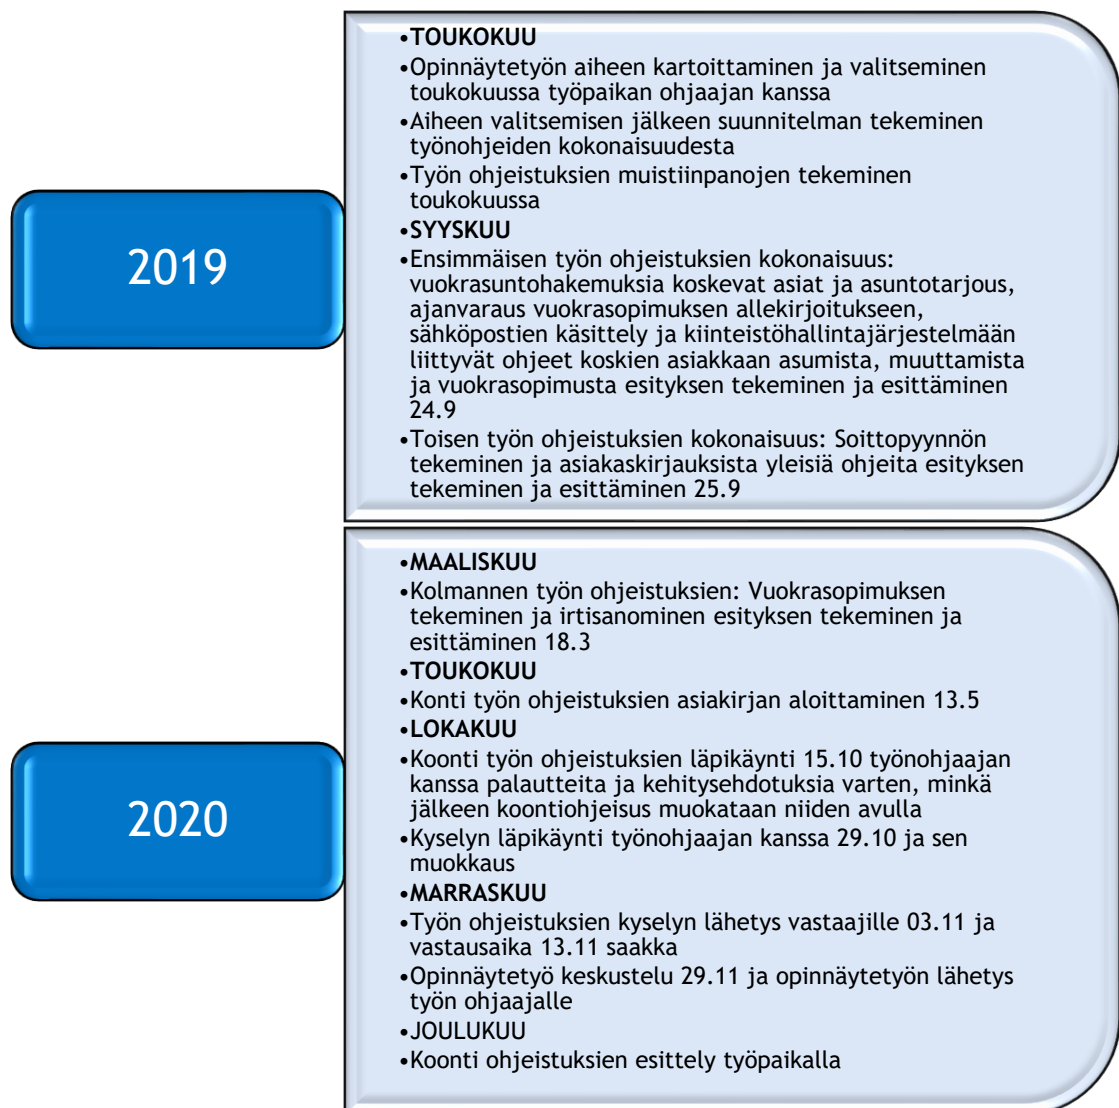 2019
•TOUKOKUU
•Opinnäytetyön aiheen kartoittaminen ja valitseminen
toukokuussa työpaikan ohjaajan kanssa
•Aiheen valitsemisen jälkeen suunnitelman tekeminen
työnohjeiden kokonaisuudesta
•Työn ohjeistuksien muistiinpanojen tekeminen
toukokuussa
•SYYSKUU
•Ensimmäisen työn ohjeistuksien kokonaisuus:
vuokrasuntohakemuksia koskevat asiat ja asuntotarjous,
ajanvaraus vuokrasopimuksen allekirjoitukseen,
sähköpostien käsittely ja kiinteistöhallintajärjestelmään
liittyvät ohjeet koskien asiakkaan asumista, muuttamista
ja vuokrasopimusta esityksen tekeminen ja esittäminen
24.9
•Toisen työn ohjeistuksien kokonaisuus: Soittopyynnön
tekeminen ja asiakaskirjauksista yleisiä ohjeita esityksen
tekeminen ja esittäminen 25.9
2020
•MAALISKUU
•Kolmannen työn ohjeistuksien: Vuokrasopimuksen
tekeminen ja irtisanominen esityksen tekeminen ja
esittäminen 18.3
•TOUKOKUU
•Konti työn ohjeistuksien asiakirjan aloittaminen 13.5
•LOKAKUU
•Koonti työn ohjeistuksien läpikäynti 15.10 työnohjaajan
kanssa palautteita ja kehitysehdotuksia varten, minkä
jälkeen koontiohjeisus muokataan niiden avulla
•Kyselyn läpikäynti työnohjaajan kanssa 29.10 ja sen
muokkaus
•MARRASKUU
•Työn ohjeistuksien kyselyn lähetys vastaajille 03.11 ja
vastausaika 13.11 saakka
•Opinnäytetyö keskustelu 29.11 ja opinnäytetyön lähetys
työn ohjaajalle
•JOULUKUU
•Koonti ohjeistuksien esittely työpaikalla